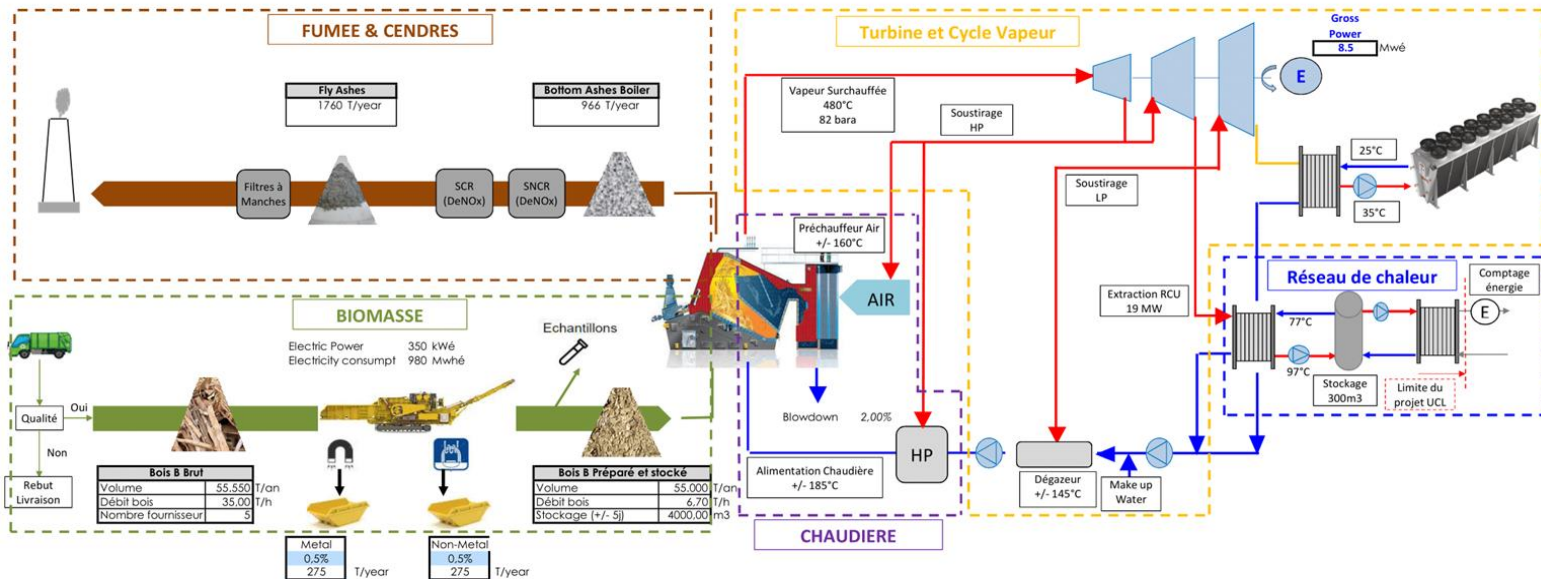 FUMEE & CENDRES
Fly Ashes
1760 T/year
Bottom Ashes Boiler
966 T/year
Filtres à
Manches
SCR
(DeNOx)
SNCR
(DeNOx)
BIOMASSE
Electric Power 350 kWé
Electricity consumpt 980 Mwhé
Echantillons
Qualité
Oui
Non
Rebut
Livraison
Bois B Brut
Volume 55.550 T/an
Débit bois 35,00 T/h
Nombre fournisseur 5
Bois B Préparé et stocké
Volume 55.000 T/an
Débit bois 6,70 T/h
Stockage (+/- 5j) 4000,00 m3
Metal
0,5%
275 T/year
Non-Metal
0,5%
275 T/year
Turbine et Cycle Vapeur
Gross
Power
8.5 Mwé
E
Vapeur Surchauffée
480°C
82 bara
Soustirage
HP
Soustirage
LP
25°C
35°C
Préchauffeur Air
+/- 160°C
AIR
Extraction RCU
19 MW
Réseau de chaleur
Comptage
énergie
E
77°C
97°C
Stockage
300m3
Limite du
projet UCL
Blowdown 2,00%
HP
Alimentation Chaudière
+/- 185°C
Dégazeur
+/- 145°C
Make up
Water
CHAUDIERE